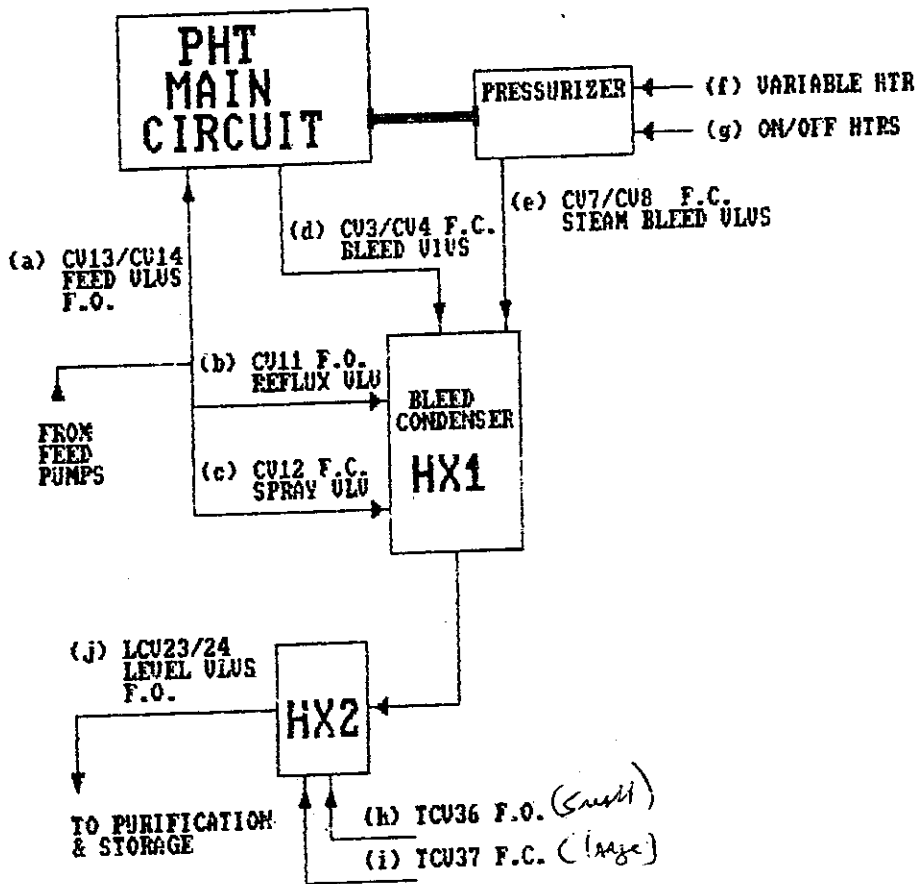 PHT
MAIN
CIRCUIT
PRESSURIZER
(f) VARIABLE HTR
(g) ON/OFF HTRS
(e) CV7/CV8 F.C.
STEAM BLEED VLVS
(d) CV3/CV4 F.C.
BLEED V1VS
(a) CV13/CV14
FEED VLVS
F.O.
(b) CV11 F.O.
REFLUX VLV
BLEED
CONDENSER
HX1
FROM
FEED
PUMPS
(c) CV12 F.C.
SPRAY VLV
(j) LCV23/24
LEVEL VLVS
F.O.
HX2
TO PURIFICATION
& STORAGE
(h) TCV36 F.O. (Small)
(i) TCV37 F.C. (large)